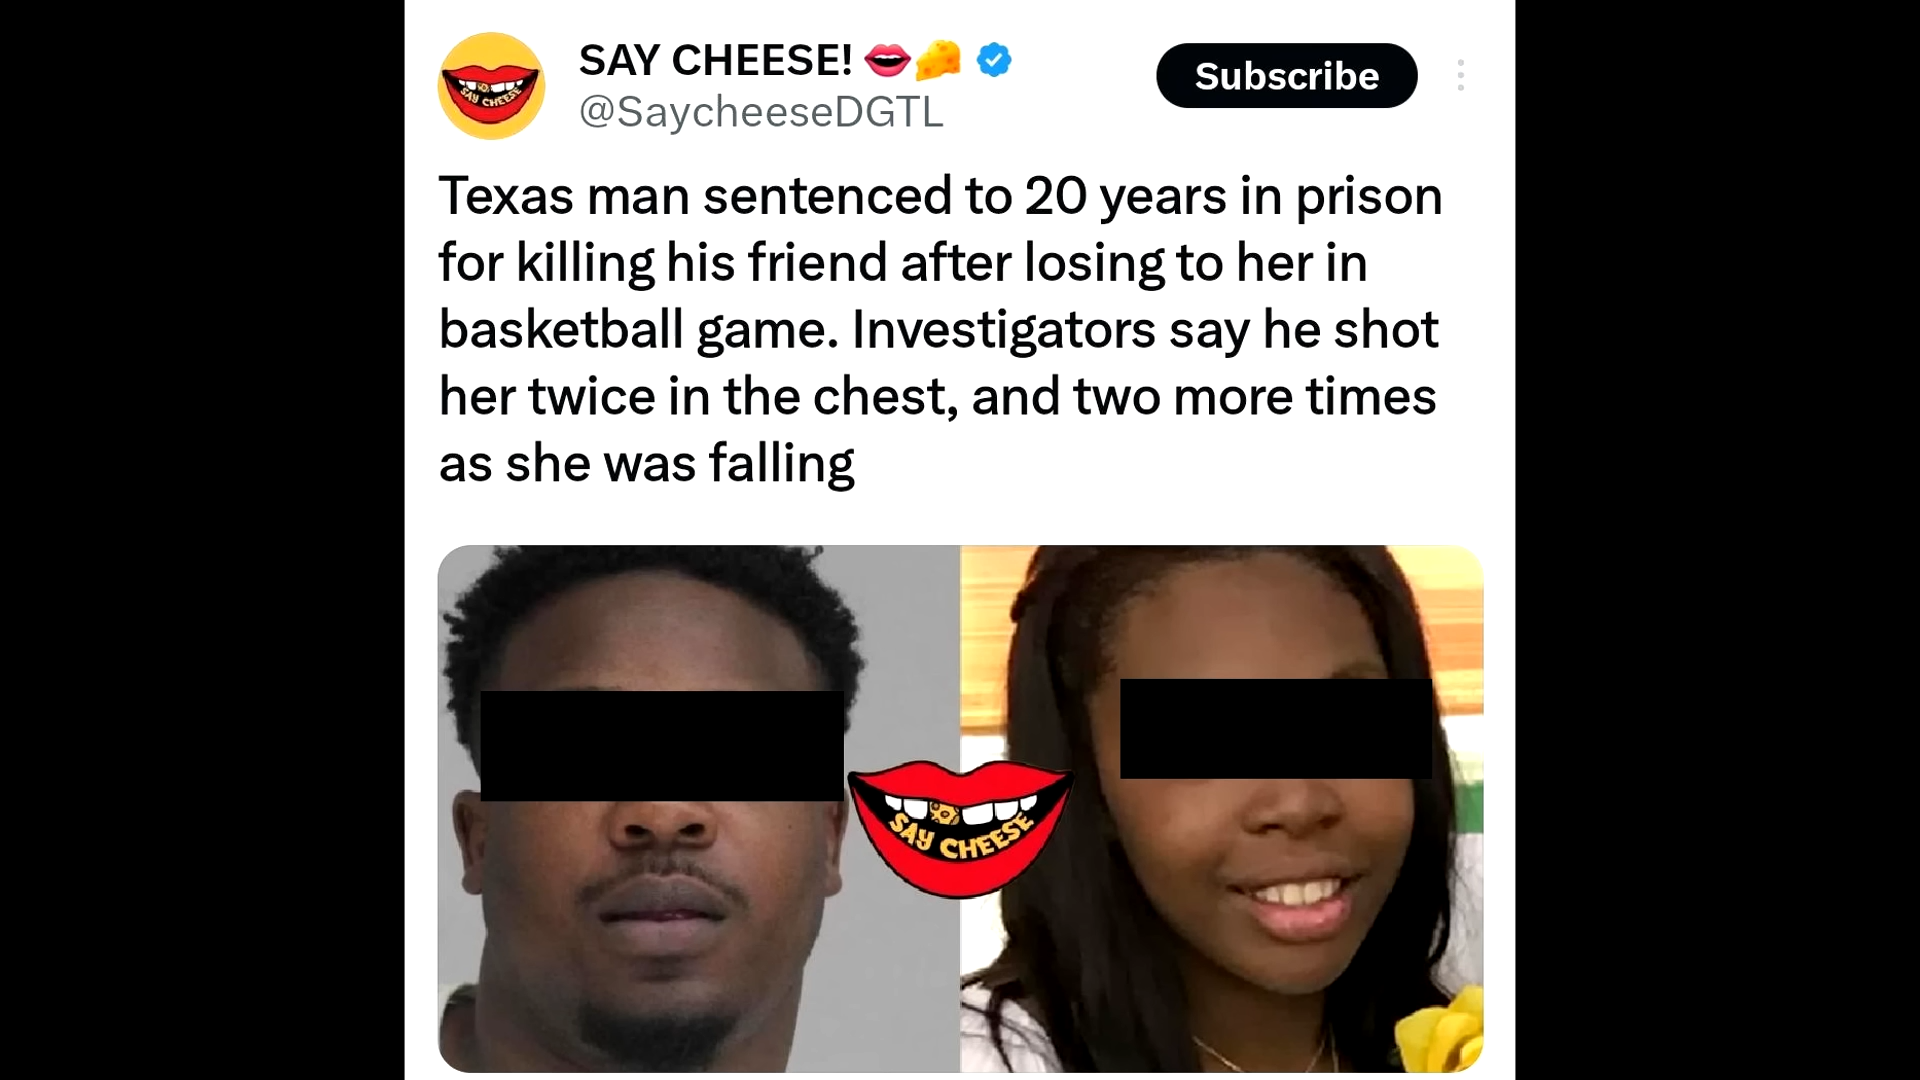 SAY CHEESE! 👄🧀
@SaycheeseDGTL
Subscribe
SAY CHEESE
Texas man sentenced to 20 years in prison
for killing his friend after losing to her in
basketball game. Investigators say he shot
her twice in the chest, and two more times
as she was falling
SAY CHEESE